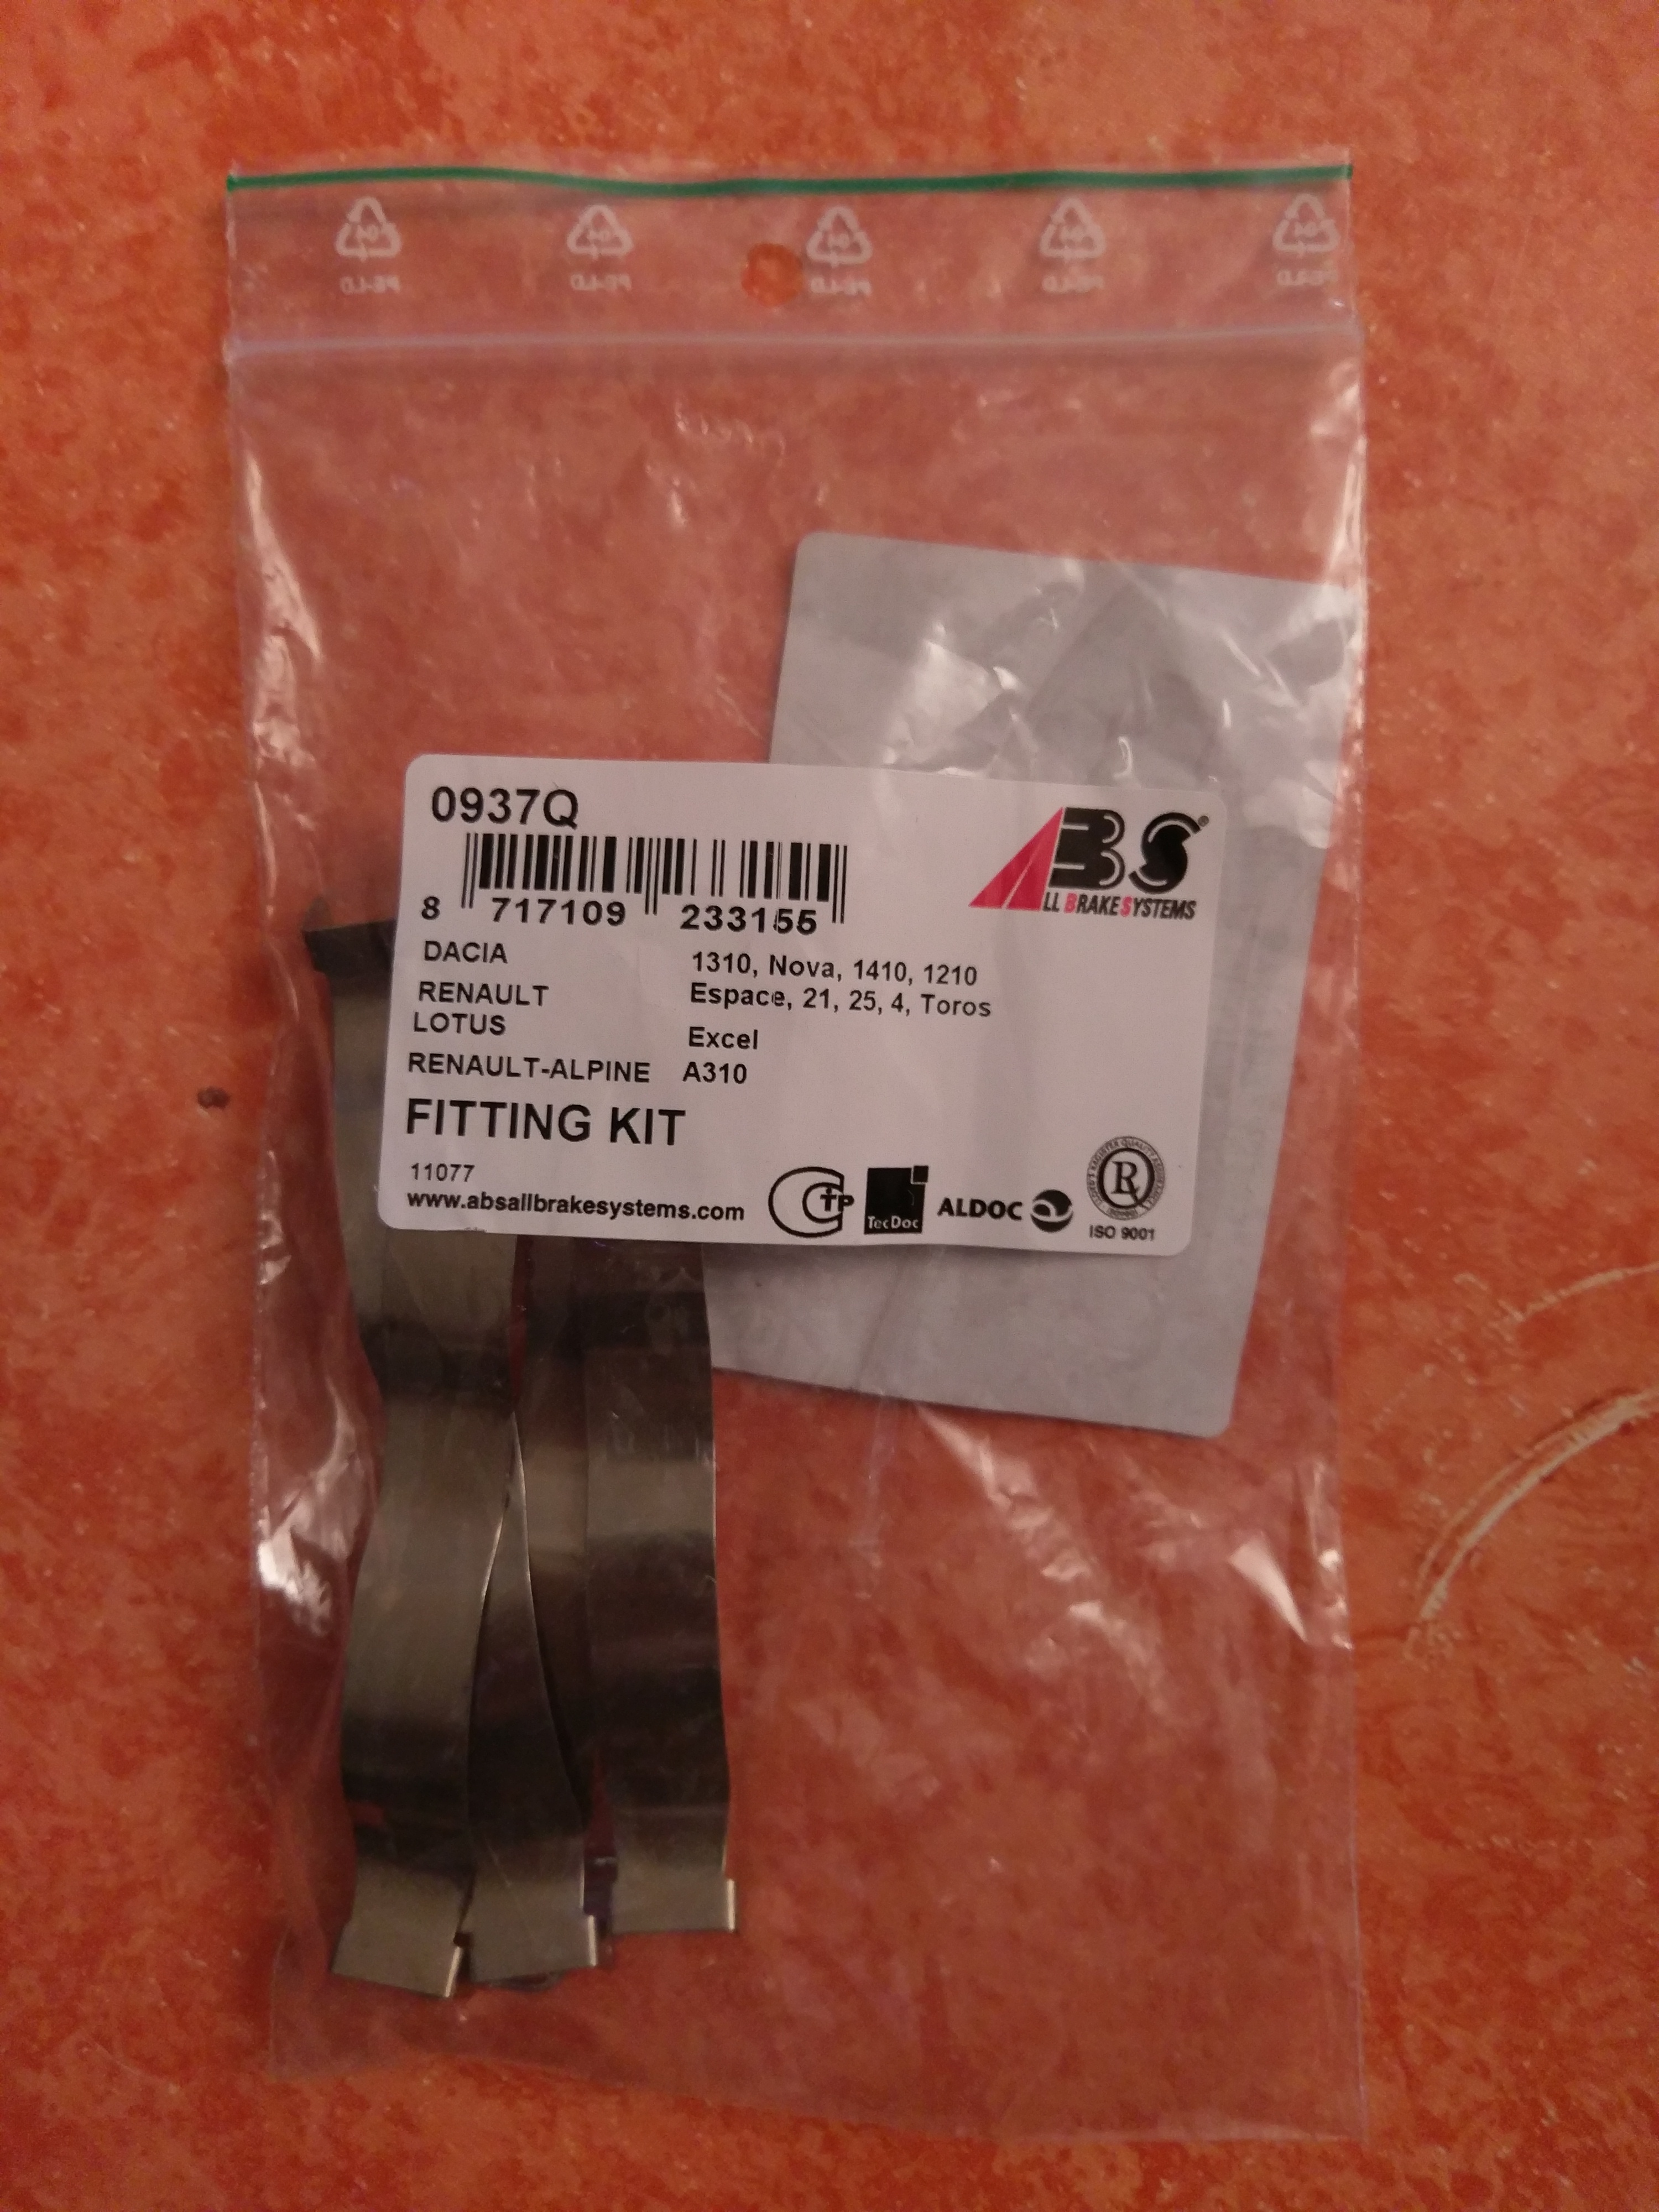 0937Q
8 717109 233155
ABS®
ALL BRAKE SYSTEMS
DACIA 1310, Nova, 1410, 1210
RENAULT Espace, 21, 25, 4, Toros
LOTUS Excel
RENAULT-ALPINE A310
FITTING KIT
11077
www.absallbrakesystems.com
TecDoc
ALDOC
ISO 9001